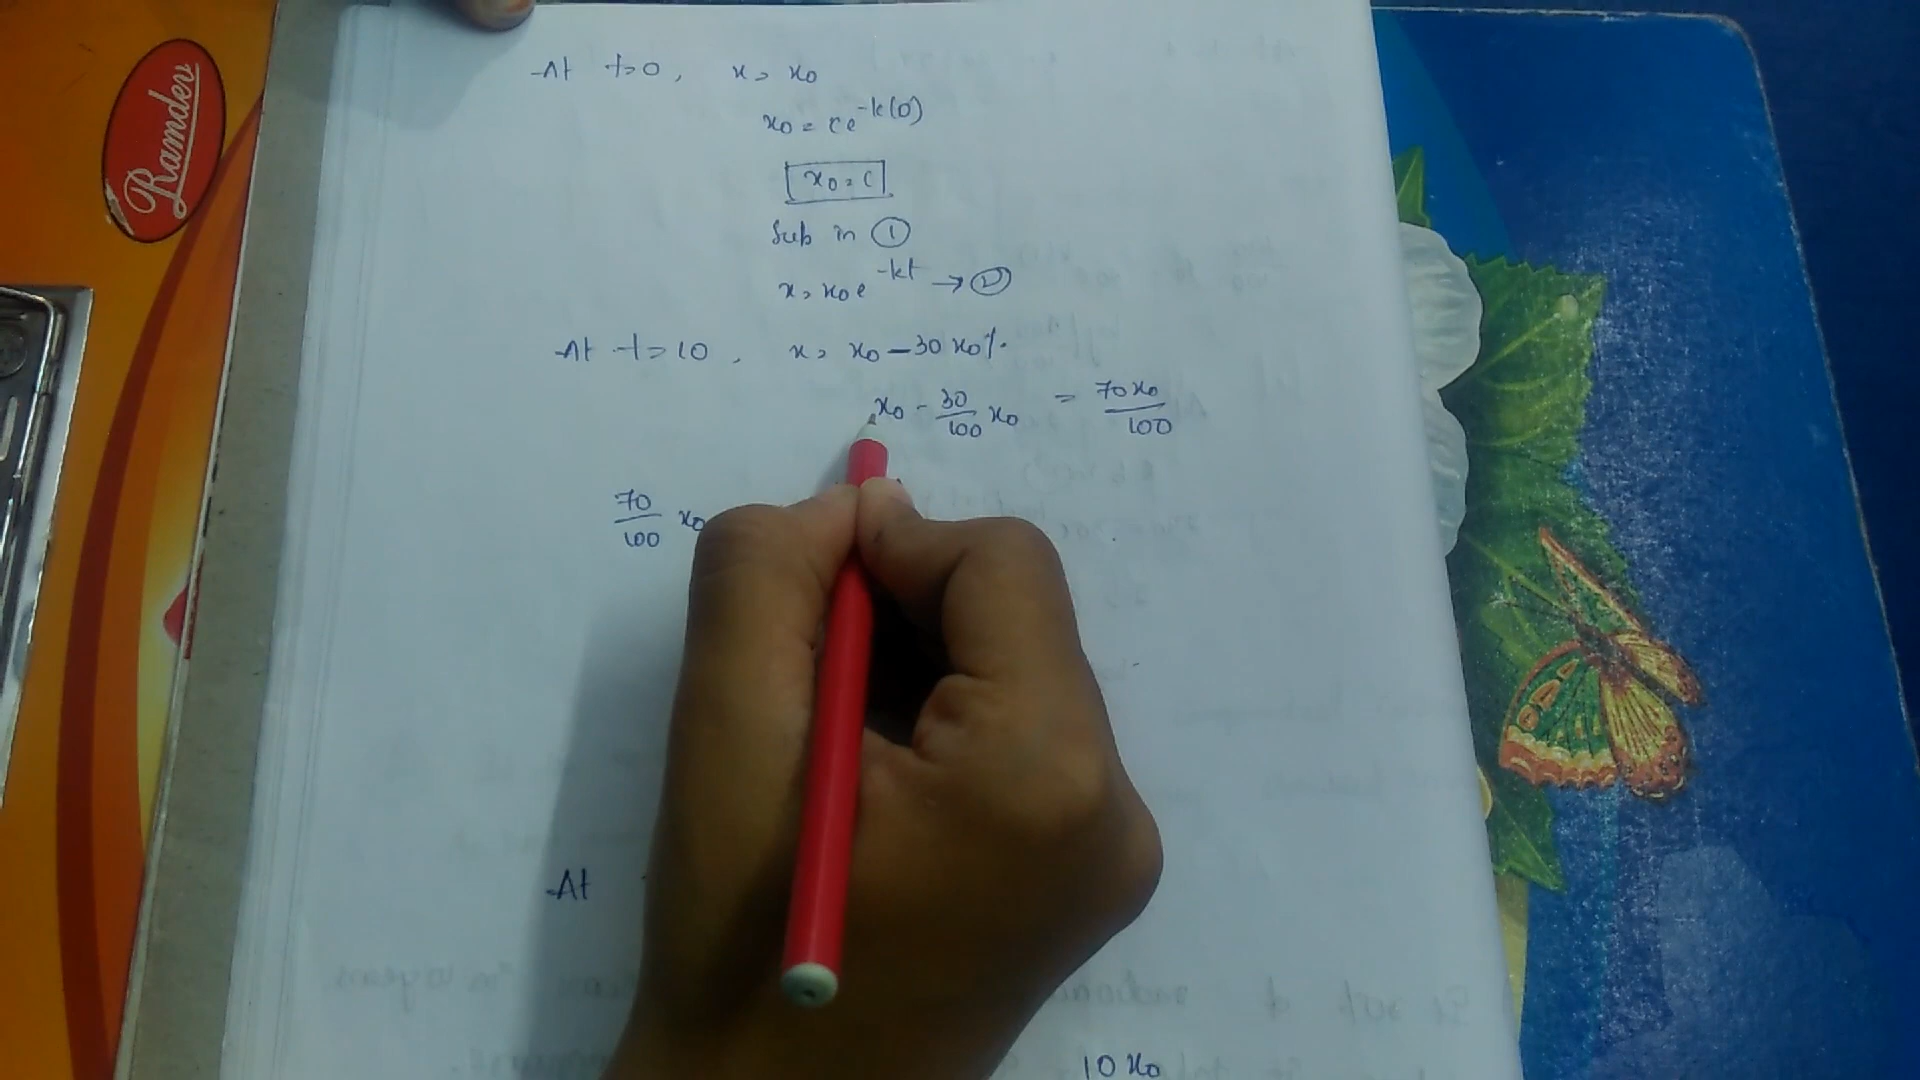 Ramdev
At t=0, x = x₀
x₀ = ce^-k(0)
x₀ = c
Sub in ①
x = x₀e^-kt → ②
At t=10, x = x₀ - 30 x₀%
x₀ - 30/100 x₀ = 70x₀/100
70/100 x₀
At
10 x₀